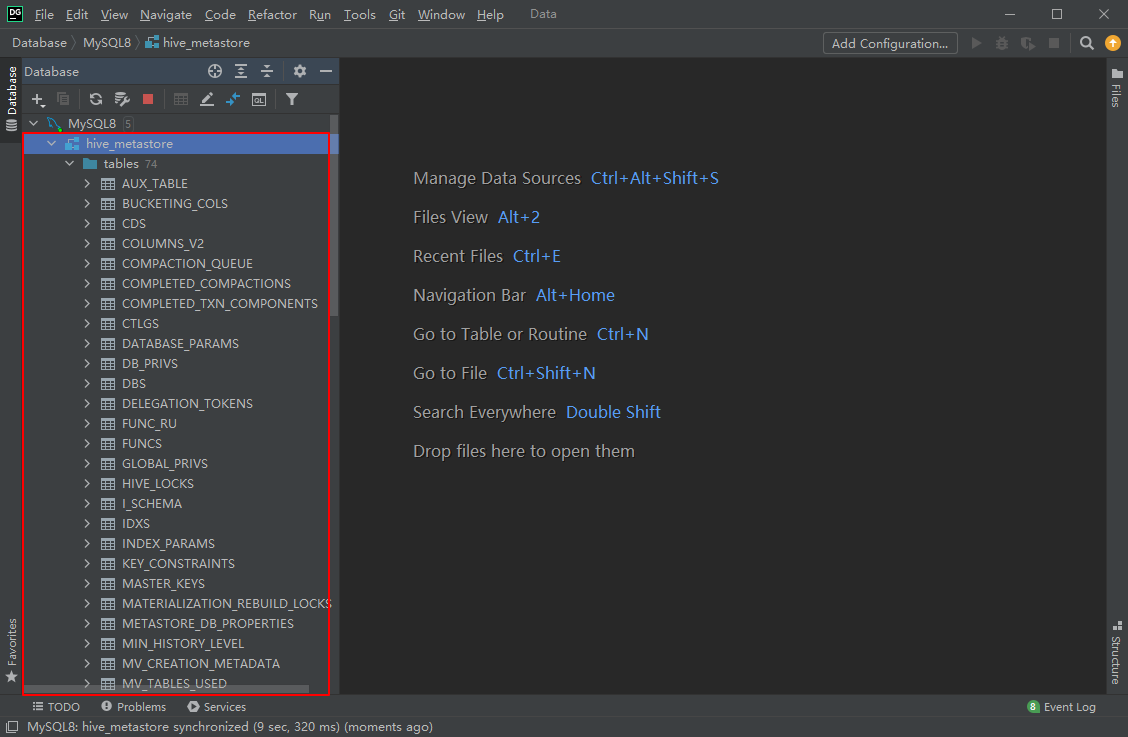 DG File Edit View Navigate Code Refactor Run Tools Git Window Help Data
Database MySQL8 hive_metastore Add Configuration...
Database
Database
Files
QL
MySQL8 5
hive_metastore
tables 74
AUX_TABLE
BUCKETING_COLS
CDS
COLUMNS_V2
COMPACTION_QUEUE
COMPLETED_COMPACTIONS
COMPLETED_TXN_COMPONENTS
CTLGS
DATABASE_PARAMS
DB_PRIVS
DBS
DELEGATION_TOKENS
FUNC_RU
FUNCS
GLOBAL_PRIVS
HIVE_LOCKS
I_SCHEMA
IDXS
INDEX_PARAMS
KEY_CONSTRAINTS
MASTER_KEYS
MATERIALIZATION_REBUILD_LOCKS
METASTORE_DB_PROPERTIES
MIN_HISTORY_LEVEL
MV_CREATION_METADATA
MV_TABLES_USED
Manage Data Sources Ctrl+Alt+Shift+S
Files View Alt+2
Recent Files Ctrl+E
Navigation Bar Alt+Home
Go to Table or Routine Ctrl+N
Go to File Ctrl+Shift+N
Search Everywhere Double Shift
Drop files here to open them
Favorites
Structure
TODO Problems Services 8 Event Log
MySQL8: hive_metastore synchronized (9 sec, 320 ms) (moments ago)